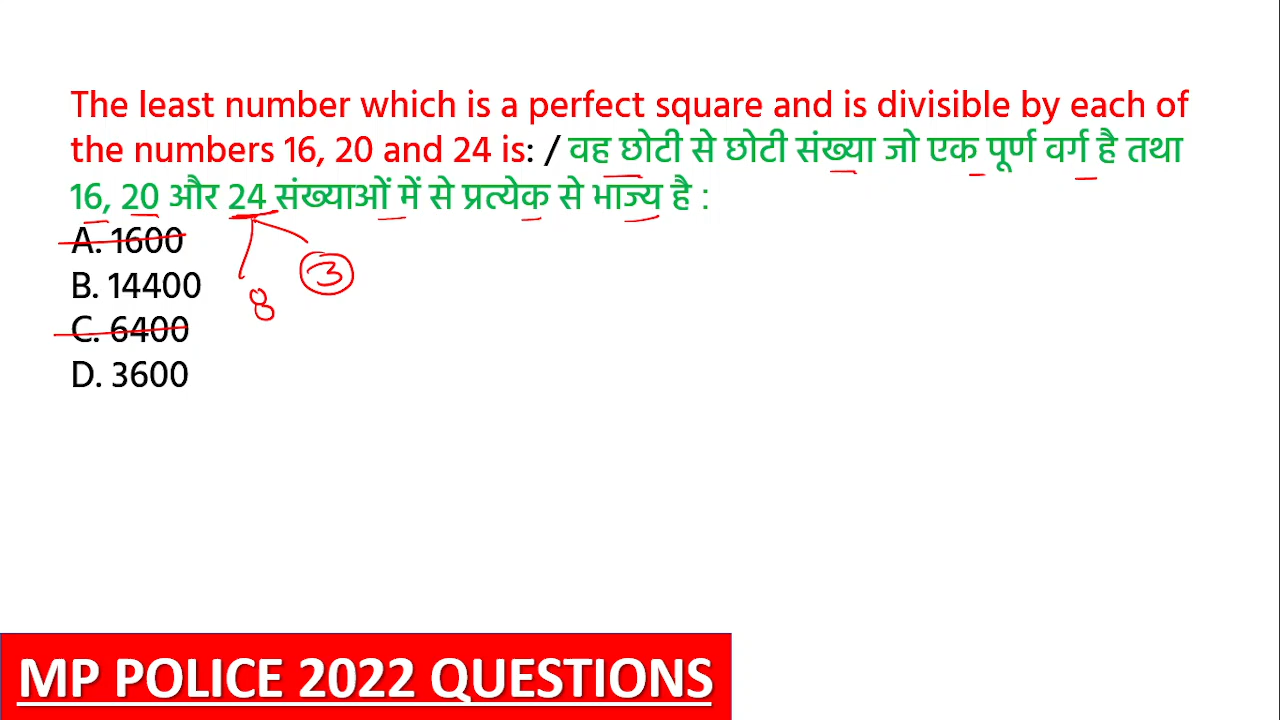 The least number which is a perfect square and is divisible by each of
the numbers 16, 20 and 24 is: / वह छोटी से छोटी संख्या जो एक पूर्ण वर्ग है तथा
16, 20 और 24 संख्याओं में से प्रत्येक से भाज्य है :
A. 1600
B. 14400
C. 6400
D. 3600
3
8
MP POLICE 2022 QUESTIONS